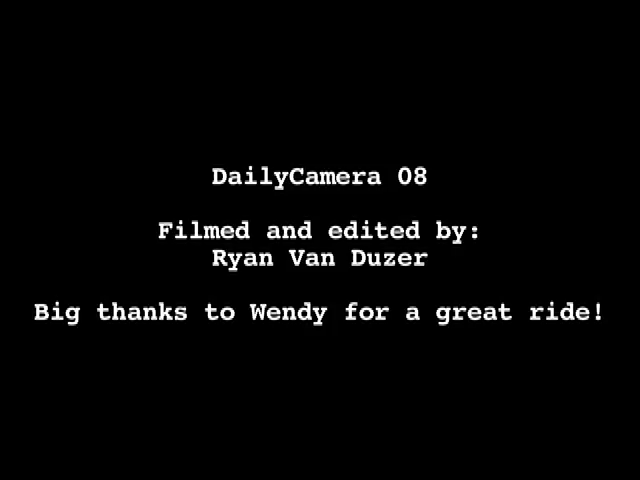 DailyCamera 08
Filmed and edited by:
Ryan Van Duzer
Big thanks to Wendy for a great ride!